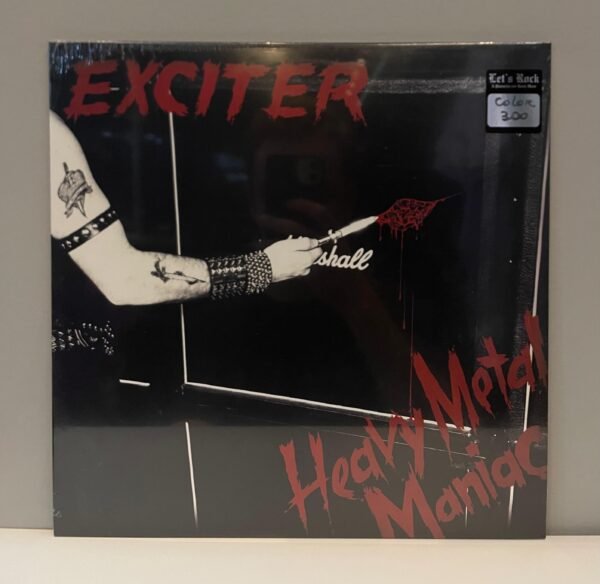 EXCITER
Let's Rock
Color
300
shall
Heavy Metal
Maniac